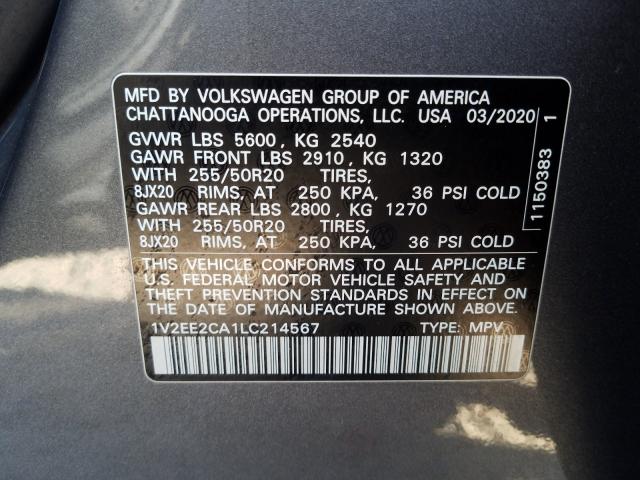 MFD BY VOLKSWAGEN GROUP OF AMERICA
CHATTANOOGA OPERATIONS, LLC. USA 03/2020
GVWR LBS 5600, KG 2540
GAWR FRONT LBS 2910, KG 1320
WITH 255/50R20 TIRES,
8JX20 RIMS, AT 250 KPA, 36 PSI COLD
GAWR REAR LBS 2800, KG 1270
WITH 255/50R20 TIRES,
8JX20 RIMS, AT 250 KPA, 36 PSI COLD
THIS VEHICLE CONFORMS TO ALL APPLICABLE
U.S. FEDERAL MOTOR VEHICLE SAFETY AND
THEFT PREVENTION STANDARDS IN EFFECT ON
THE DATE OF MANUFACTURE SHOWN ABOVE.
1V2EE2CA1LC214567 TYPE: MPV
1150383 1